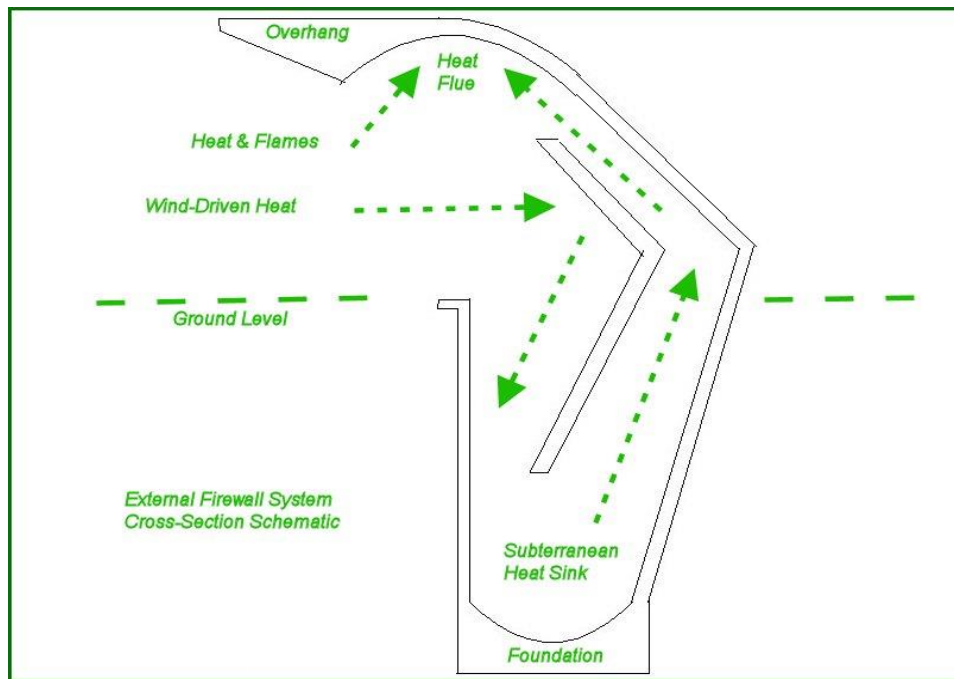 Overhang
Heat
Flue
Heat & Flames
Wind-Driven Heat
Ground Level
External Firewall System
Cross-Section Schematic
Subterranean
Heat Sink
Foundation